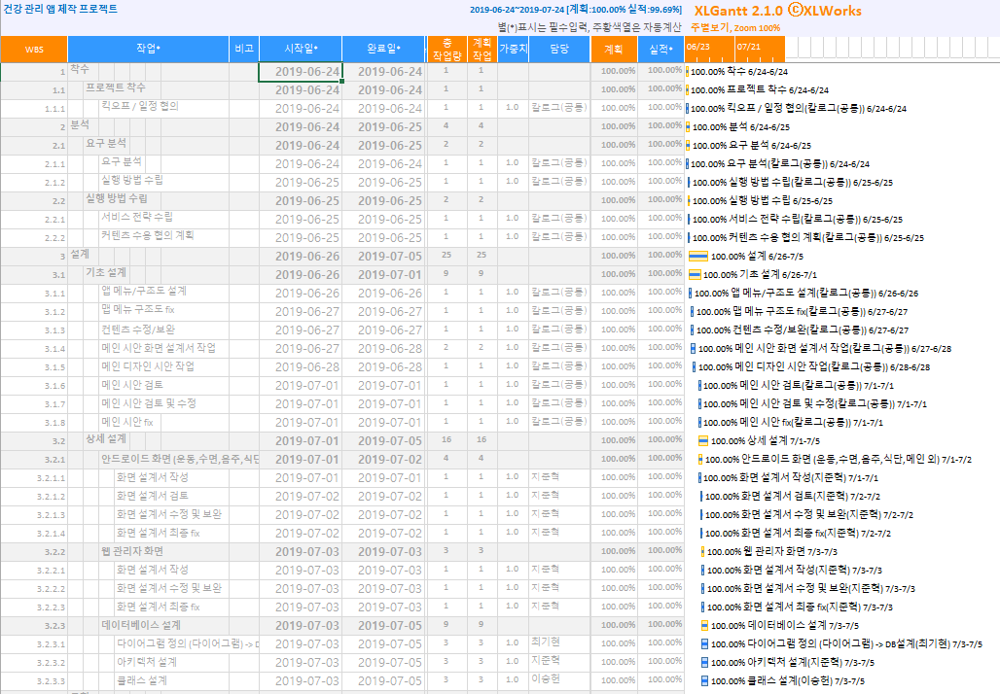 건강 관리 앱 제작 프로젝트 2019-06-24~2019-07-24 [계획:100.00% 실적:99.69%] XLGantt 2.1.0 ⓒXLWorks
별(*)표시는 필수입력, 주황색열은 자동계산 주별보기, Zoom 100%
WBS 작업* 비고 시작일* 완료일* 총작업량 계획작업 가중치 담당 계획 실적* 06/23 07/21
1 착수 2019-06-24 2019-06-24 1 1 100.00% 100.00% 100.00% 착수 6/24-6/24
1.1 프로젝트 착수 2019-06-24 2019-06-24 1 1 100.00% 100.00% 100.00% 프로젝트 착수 6/24-6/24
1.1.1 킥오프 / 일정 협의 2019-06-24 2019-06-24 1 1 1.0 칼로그(공통) 100.00% 100.00% 100.00% 킥오프 / 일정 협의(칼로그(공통)) 6/24-6/24
2 분석 2019-06-24 2019-06-25 4 4 100.00% 100.00% 100.00% 분석 6/24-6/25
2.1 요구 분석 2019-06-24 2019-06-25 2 2 100.00% 100.00% 100.00% 요구 분석 6/24-6/25
2.1.1 요구 분석 2019-06-24 2019-06-24 1 1 1.0 칼로그(공통) 100.00% 100.00% 100.00% 요구 분석(칼로그(공통)) 6/24-6/24
2.1.2 실행 방법 수립 2019-06-25 2019-06-25 1 1 1.0 칼로그(공통) 100.00% 100.00% 100.00% 실행 방법 수립(칼로그(공통)) 6/25-6/25
2.2 실행 방법 수립 2019-06-25 2019-06-25 2 2 100.00% 100.00% 100.00% 실행 방법 수립 6/25-6/25
2.2.1 서비스 전략 수립 2019-06-25 2019-06-25 1 1 1.0 칼로그(공통) 100.00% 100.00% 100.00% 서비스 전략 수립(칼로그(공통)) 6/25-6/25
2.2.2 커텐츠 수용 협의 계획 2019-06-25 2019-06-25 1 1 1.0 칼로그(공통) 100.00% 100.00% 100.00% 커텐츠 수용 협의 계획(칼로그(공통)) 6/25-6/25
3 설계 2019-06-26 2019-07-05 25 25 100.00% 100.00% 100.00% 설계 6/26-7/5
3.1 기초 설계 2019-06-26 2019-07-01 9 9 100.00% 100.00% 100.00% 기초 설계 6/26-7/1
3.1.1 앱 메뉴/구조도 설계 2019-06-26 2019-06-26 1 1 1.0 칼로그(공통) 100.00% 100.00% 100.00% 앱 메뉴/구조도 설계(칼로그(공통)) 6/26-6/26
3.1.2 맵 메뉴 구조도 fix 2019-06-27 2019-06-27 1 1 1.0 칼로그(공통) 100.00% 100.00% 100.00% 맵 메뉴 구조도 fix(칼로그(공통)) 6/27-6/27
3.1.3 컨텐츠 수정/보완 2019-06-27 2019-06-27 1 1 1.0 칼로그(공통) 100.00% 100.00% 100.00% 컨텐츠 수정/보완(칼로그(공통)) 6/27-6/27
3.1.4 메인 시안 화면 설계서 작업 2019-06-27 2019-06-28 2 2 1.0 칼로그(공통) 100.00% 100.00% 100.00% 메인 시안 화면 설계서 작업(칼로그(공통)) 6/27-6/28
3.1.5 메인 디자인 시안 작업 2019-06-28 2019-06-28 1 1 1.0 칼로그(공통) 100.00% 100.00% 100.00% 메인 디자인 시안 작업(칼로그(공통)) 6/28-6/28
3.1.6 메인 시안 검토 2019-07-01 2019-07-01 1 1 1.0 칼로그(공통) 100.00% 100.00% 100.00% 메인 시안 검토(칼로그(공통)) 7/1-7/1
3.1.7 메인 시안 검토 및 수정 2019-07-01 2019-07-01 1 1 1.0 칼로그(공통) 100.00% 100.00% 100.00% 메인 시안 검토 및 수정(칼로그(공통)) 7/1-7/1
3.1.8 메인 시안 fix 2019-07-01 2019-07-01 1 1 1.0 칼로그(공통) 100.00% 100.00% 100.00% 메인 시안 fix(칼로그(공통)) 7/1-7/1
3.2 상세 설계 2019-07-01 2019-07-05 16 16 100.00% 100.00% 100.00% 상세 설계 7/1-7/5
3.2.1 안드로이드 화면 (운동,수면,음주,식단 2019-07-01 2019-07-02 4 4 100.00% 100.00% 100.00% 안드로이드 화면 (운동,수면,음주,식단,메인 외) 7/1-7/2
3.2.1.1 화면 설계서 작성 2019-07-01 2019-07-01 1 1 1.0 지준혁 100.00% 100.00% 100.00% 화면 설계서 작성(지준혁) 7/1-7/1
3.2.1.2 화면 설계서 검토 2019-07-02 2019-07-02 1 1 1.0 지준혁 100.00% 100.00% 100.00% 화면 설계서 검토(지준혁) 7/2-7/2
3.2.1.3 화면 설계서 수정 및 보완 2019-07-02 2019-07-02 1 1 1.0 지준혁 100.00% 100.00% 100.00% 화면 설계서 수정 및 보완(지준혁) 7/2-7/2
3.2.1.4 화면 설계서 최종 fix 2019-07-02 2019-07-02 1 1 1.0 지준혁 100.00% 100.00% 100.00% 화면 설계서 최종 fix(지준혁) 7/2-7/2
3.2.2 웹 관리자 화면 2019-07-03 2019-07-03 3 3 100.00% 100.00% 100.00% 웹 관리자 화면 7/3-7/3
3.2.2.1 화면 설계서 작성 2019-07-03 2019-07-03 1 1 1.0 지준혁 100.00% 100.00% 100.00% 화면 설계서 작성(지준혁) 7/3-7/3
3.2.2.2 화면 설계서 수정 및 보완 2019-07-03 2019-07-03 1 1 1.0 지준혁 100.00% 100.00% 100.00% 화면 설계서 수정 및 보완(지준혁) 7/3-7/3
3.2.2.3 화면 설계서 최종 fix 2019-07-03 2019-07-03 1 1 1.0 지준혁 100.00% 100.00% 100.00% 화면 설계서 최종 fix(지준혁) 7/3-7/3
3.2.3 데이터베이스 설계 2019-07-03 2019-07-05 9 9 100.00% 100.00% 100.00% 데이터베이스 설계 7/3-7/5
3.2.3.1 다이어그램 정의 (다이어그램) -> D 2019-07-03 2019-07-05 3 3 1.0 최기현 100.00% 100.00% 100.00% 다이어그램 정의 (다이어그램) -> DB설계(최기현) 7/3-7/5
3.2.3.2 아키텍처 설계 2019-07-03 2019-07-05 3 3 1.0 지준혁 100.00% 100.00% 100.00% 아키텍처 설계(지준혁) 7/3-7/5
3.2.3.3 클래스 설계 2019-07-03 2019-07-05 3 3 1.0 이승헌 100.00% 100.00% 100.00% 클래스 설계(이승헌) 7/3-7/5